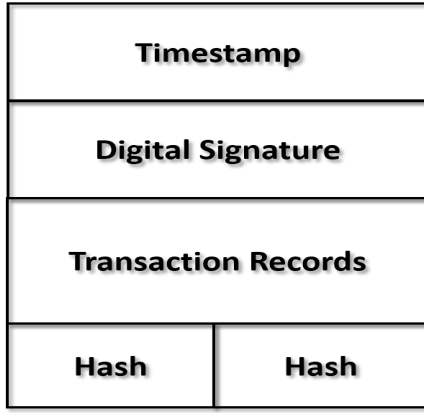 Timestamp
Digital Signature
Transaction Records
Hash
Hash